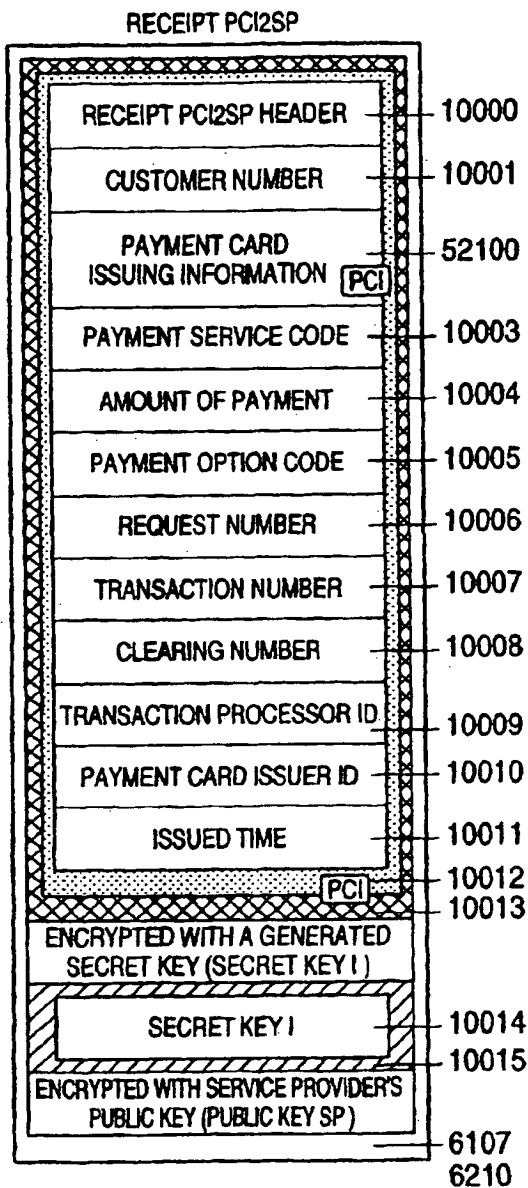 RECEIPT PCI2SP
RECEIPT PCI2SP HEADER 10000
CUSTOMER NUMBER 10001
PAYMENT CARD
ISSUING INFORMATION 52100
PCI
PAYMENT SERVICE CODE 10003
AMOUNT OF PAYMENT 10004
PAYMENT OPTION CODE 10005
REQUEST NUMBER 10006
TRANSACTION NUMBER 10007
CLEARING NUMBER 10008
TRANSACTION PROCESSOR ID 10009
PAYMENT CARD ISSUER ID 10010
ISSUED TIME 10011
PCI 10012
10013
ENCRYPTED WITH A GENERATED
SECRET KEY (SECRET KEY I)
SECRET KEY I 10014
10015
ENCRYPTED WITH SERVICE PROVIDER'S
PUBLIC KEY (PUBLIC KEY SP)
6107
6210